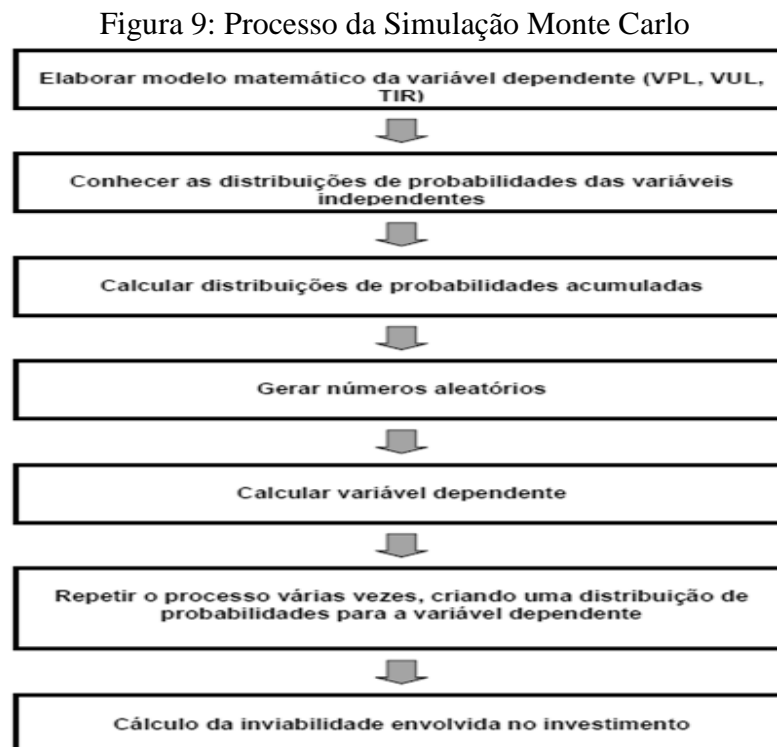 Figura 9: Processo da Simulação Monte Carlo
Elaborar modelo matemático da variável dependente (VPL, VUL,
TIR)
Conhecer as distribuições de probabilidades das variáveis
independentes
Calcular distribuições de probabilidades acumuladas
Gerar números aleatórios
Calcular variável dependente
Repetir o processo várias vezes, criando uma distribuição de
probabilidades para a variável dependente
Cálculo da inviabilidade envolvida no investimento